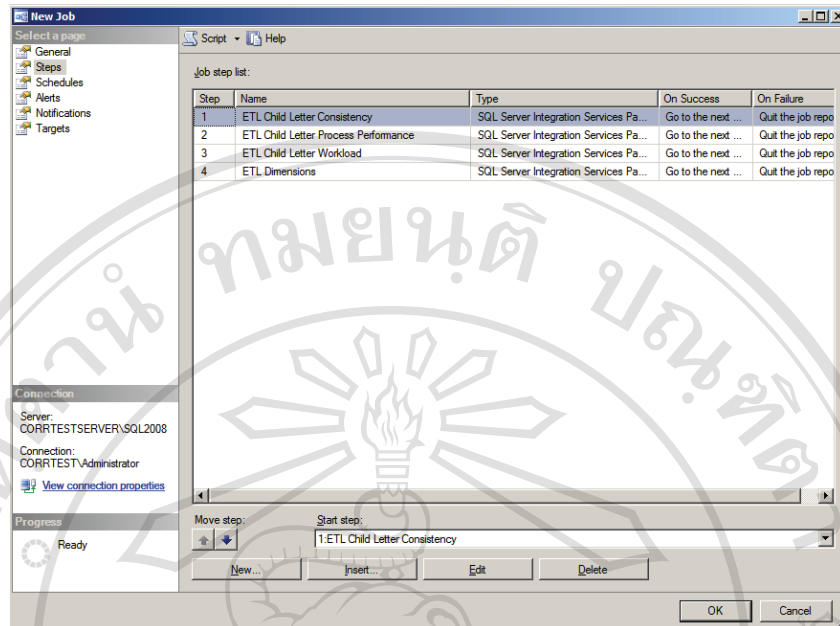 New Job
Select a page
General
Steps
Schedules
Alerts
Notifications
Targets
Script Help
Job step list:
Step Name Type On Success On Failure
1 ETL Child Letter Consistency SQL Server Integration Services Pa... Go to the next ... Quit the job repo
2 ETL Child Letter Process Performance SQL Server Integration Services Pa... Go to the next ... Quit the job repo
3 ETL Child Letter Workload SQL Server Integration Services Pa... Go to the next ... Quit the job repo
4 ETL Dimensions SQL Server Integration Services Pa... Go to the next ... Quit the job repo
Connection
Server:
CORRTESTSERVER\SQL2008
Connection:
CORRTEST\Administrator
View connection properties
Progress
Ready
Move step: Start step:
1:ETL Child Letter Consistency
New... Insert... Edit Delete
OK Cancel